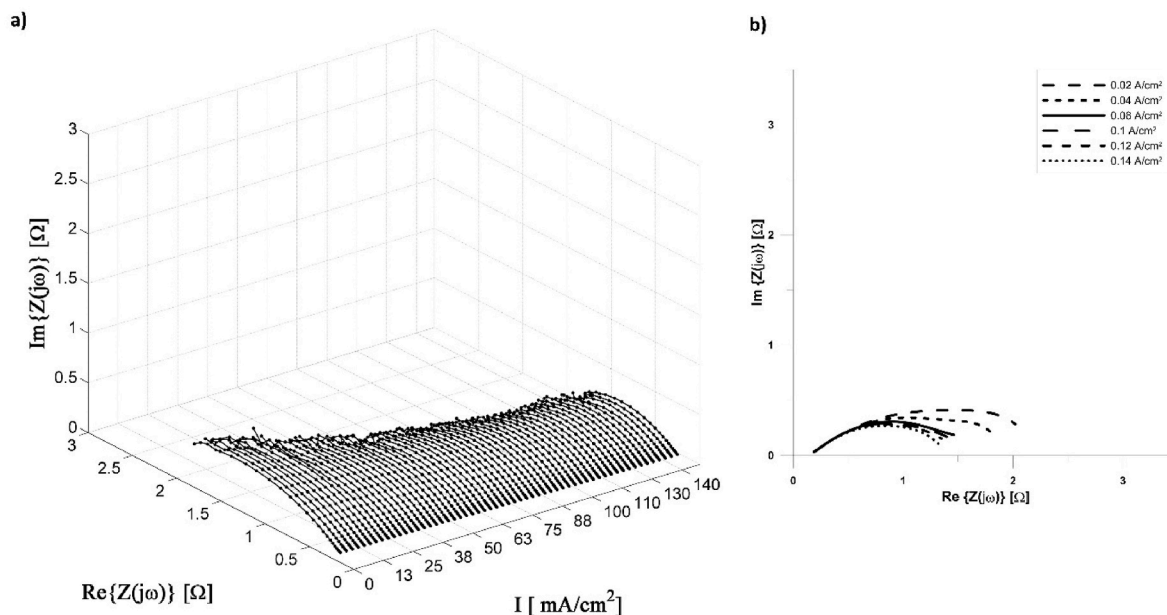 a)
3
2.5
2
1.5
1
0.5
0
Im{Z(jω)} [Ω]
3
2.5
2
1.5
1
0.5
0
Re{Z(jω)} [Ω]
0
13
25
38
50
63
75
88
100
110
130
140
I [ mA/cm²]
b)
0.02 A/cm²
0.04 A/cm²
0.08 A/cm²
0.1 A/cm²
0.12 A/cm²
0.14 A/cm²
3
2
1
0
Im {Z(jω)} [Ω]
0
1
2
3
Re {Z(jω)} [Ω]